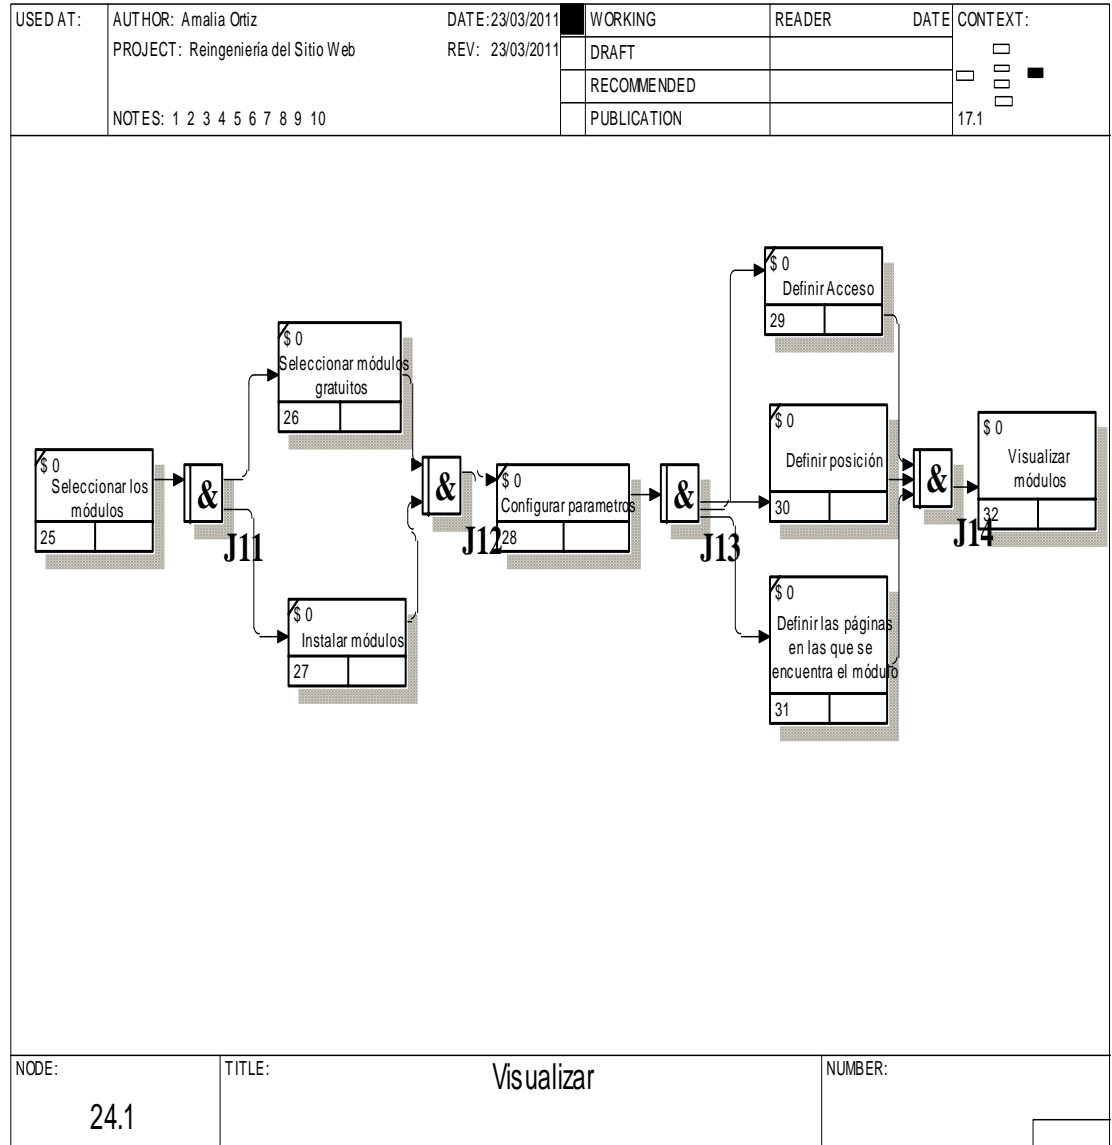 USED AT:
AUTHOR: Amalia Ortiz
DATE:23/03/2011
PROJECT: Reingeniería del Sitio Web
REV: 23/03/2011
NOTES: 1 2 3 4 5 6 7 8 9 10
WORKING
DRAFT
RECOMMENDED
PUBLICATION
READER
DATE
CONTEXT:
17.1
$ 0
Seleccionar los
módulos
25
&
J11
$ 0
Seleccionar módulos
gratuitos
26
$ 0
Instalar módulos
27
&
J12
$ 0
Configurar parametros
28
&
J13
$ 0
Definir Acceso
29
$ 0
Definir posición
30
$ 0
Definir las páginas
en las que se
encuentra el módulo
31
&
J14
$ 0
Visualizar
módulos
32
NODE:
24.1
TITLE:
Visualizar
NUMBER: